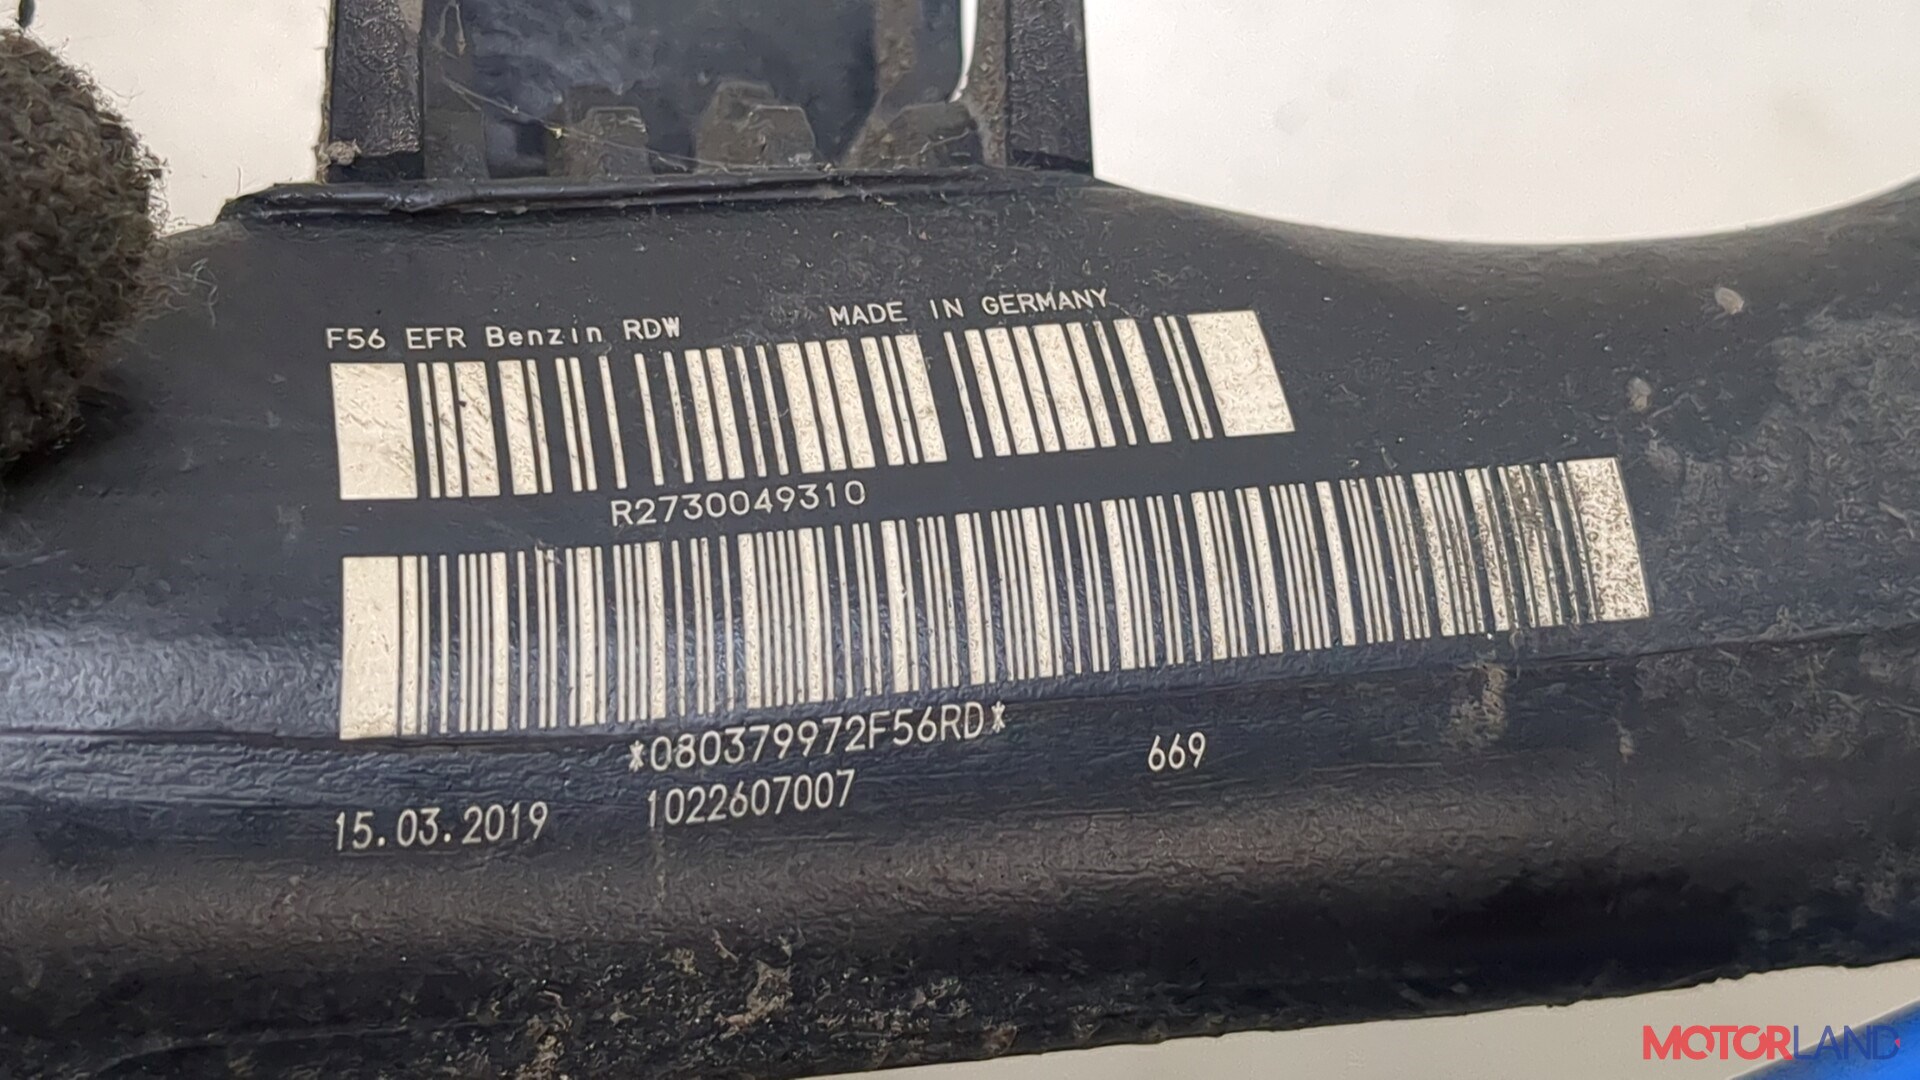 F56 EFR Benzin RDW MADE IN GERMANY
R2730049310
*080379972F56RD*
15.03.2019 1022607007 669
MOTORLAND